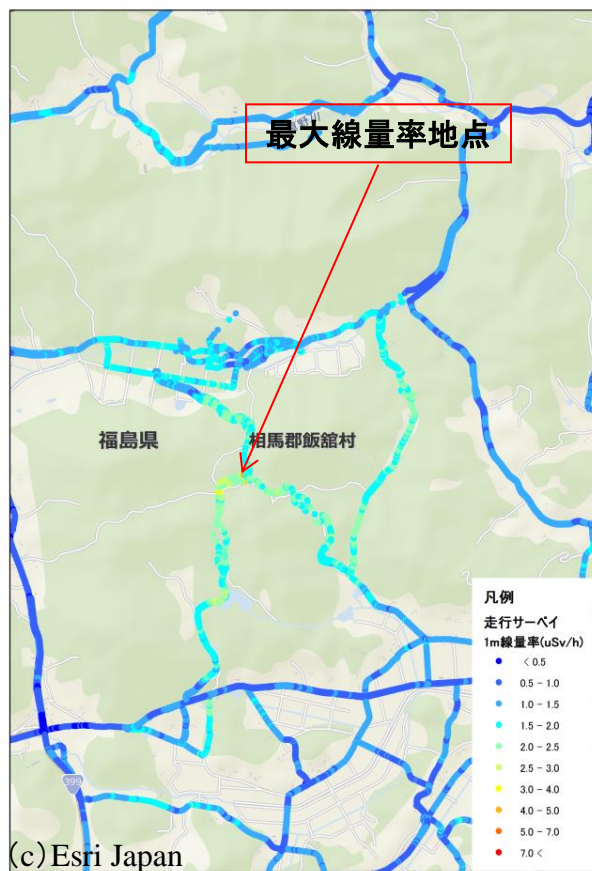 最大線量率地点
福島県
相馬郡飯舘村
399
凡例
走行サーベイ
1m線量率(uSv/h)
< 0.5
0.5 - 1.0
1.0 - 1.5
1.5 - 2.0
2.0 - 2.5
2.5 - 3.0
3.0 - 4.0
4.0 - 5.0
5.0 - 7.0
7.0 <
(c)Esri Japan